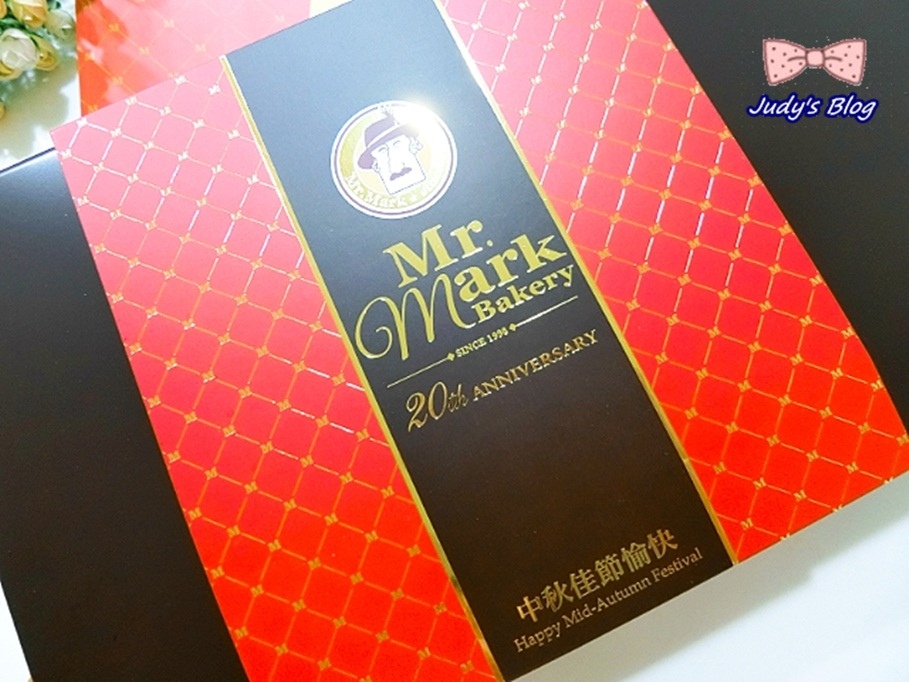 Judy's Blog
Mr. Mark
Mr.
Mark
Bakery
SINCE 1998
20th ANNIVERSARY
中秋佳節愉快
Happy Mid-Autumn Festival